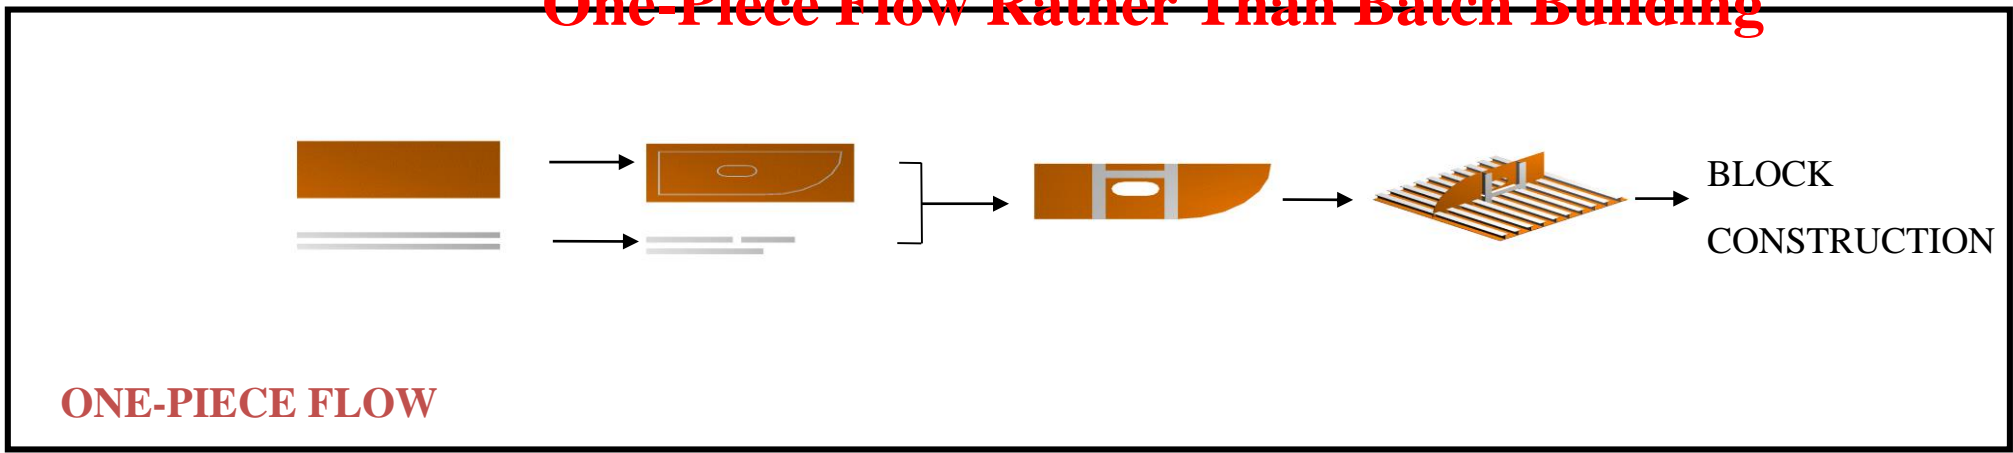 One-Piece Flow Rather Than Batch Building
BLOCK
CONSTRUCTION
ONE-PIECE FLOW